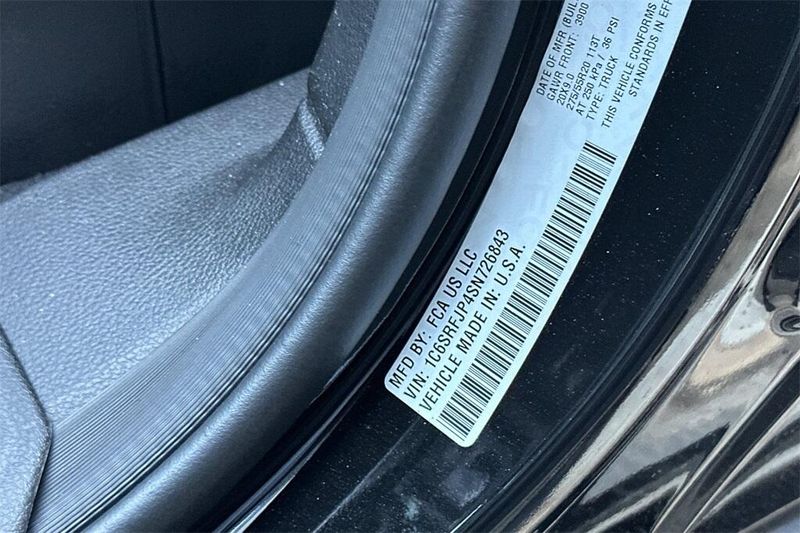 DATE OF MFR (BUIL
GAWR FRONT: 3900
20X9.0
275/55R20 113T
AT 250 kPa / 36 PSI
TYPE: TRUCK
THIS VEHICLE CONFORMS
STANDARDS IN EFF
MFD BY: FCA US LLC
VIN: 1C6SRFJP4SN726843
VEHICLE MADE IN: U.S.A.